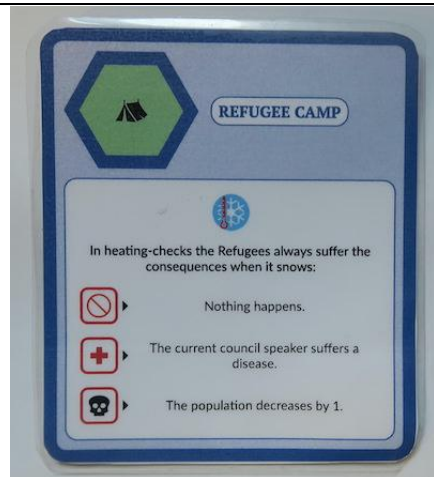 REFUGEE CAMP
In heating-checks the Refugees always suffer the
consequences when it snows:
Nothing happens.
The current council speaker suffers a
disease.
The population decreases by 1.